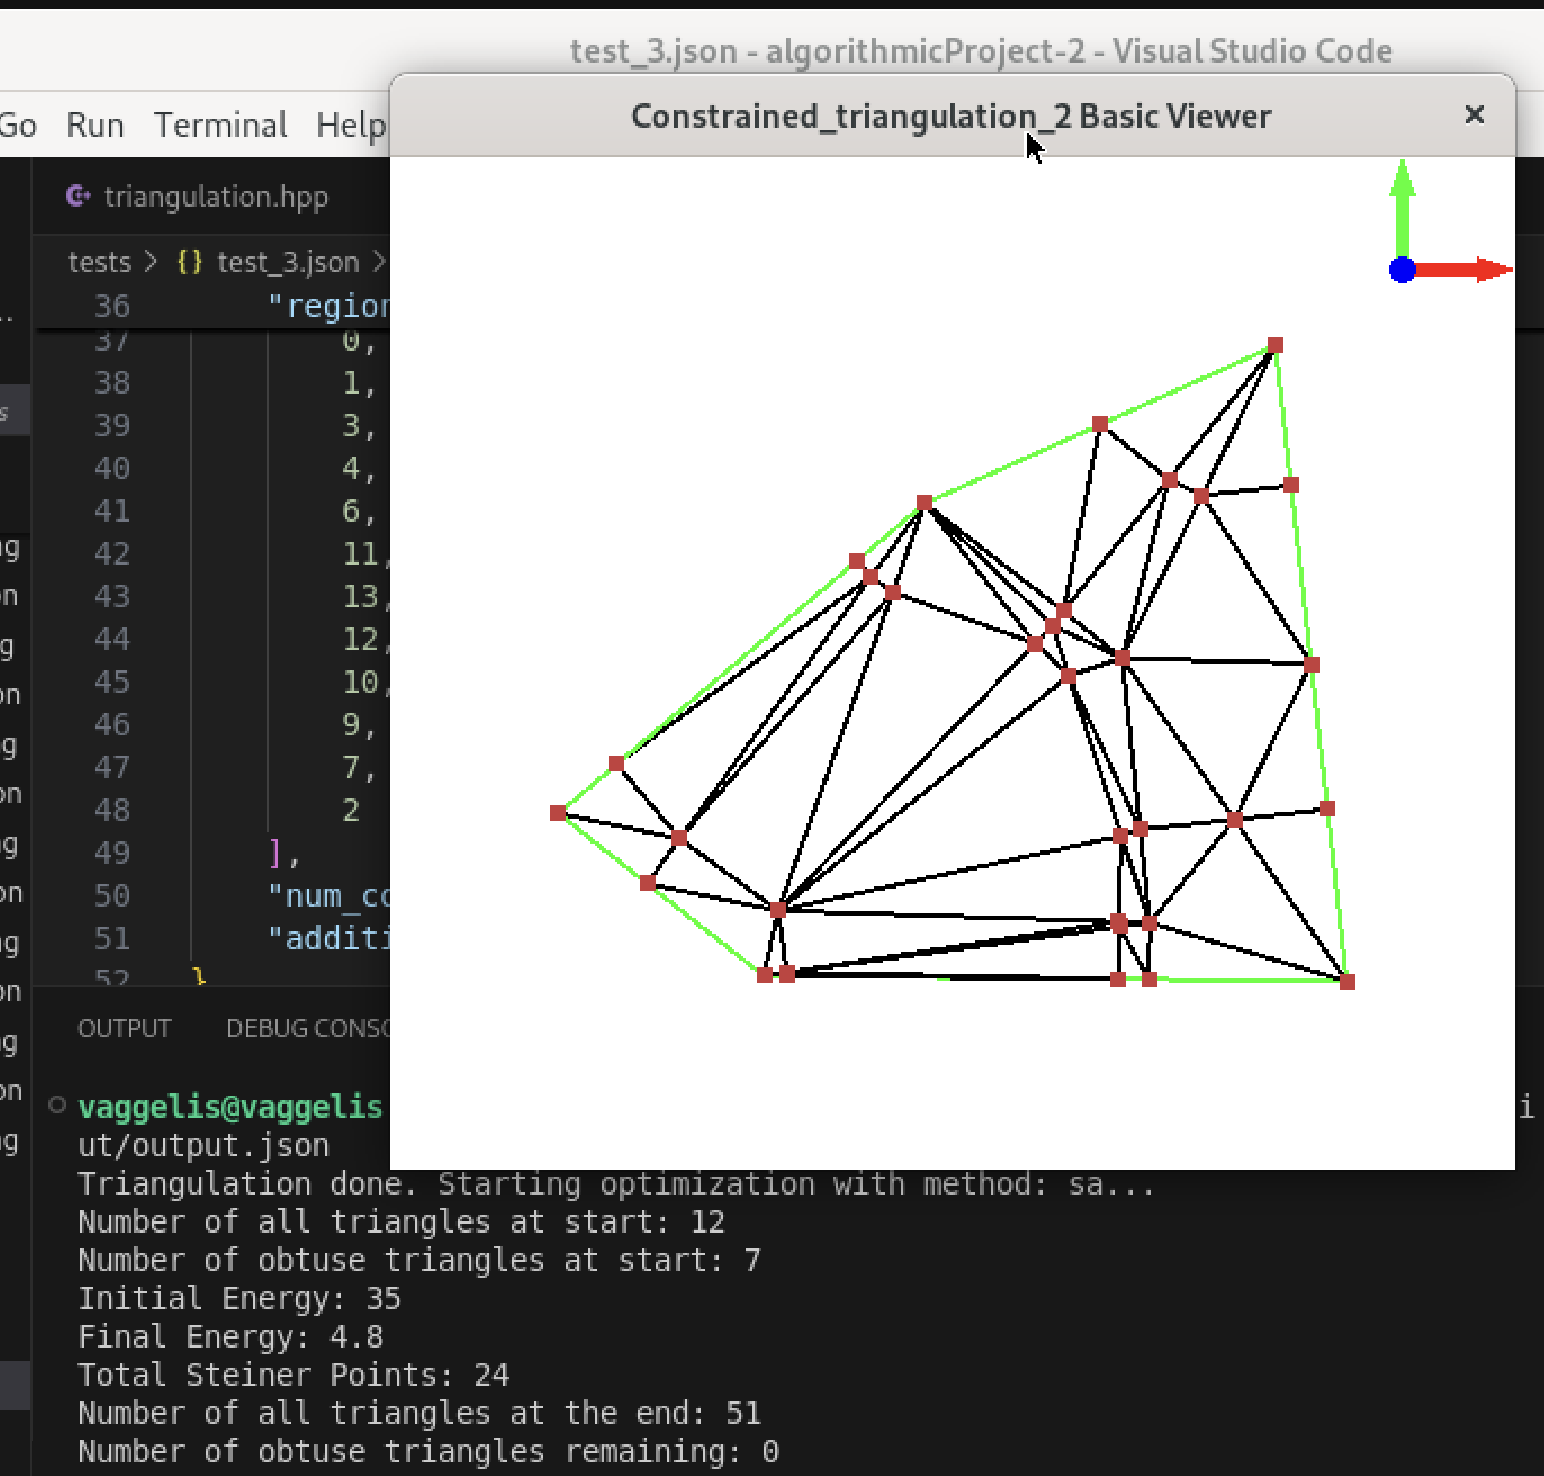 test_3.json - algorithmicProject-2 - Visual Studio Code
Go Run Terminal Help
Constrained_triangulation_2 Basic Viewer ×
triangulation.hpp
tests > {} test_3.json >
36 "region
37 0,
38 1,
39 3,
40 4,
41 6,
42 11,
43 13,
44 12,
45 10,
46 9,
47 7,
48 2
49 ],
50 "num_co
51 "additi
52 }
OUTPUT DEBUG CONSO
vaggelis@vaggelis
ut/output.json
Triangulation done. Starting optimization with method: sa...
Number of all triangles at start: 12
Number of obtuse triangles at start: 7
Initial Energy: 35
Final Energy: 4.8
Total Steiner Points: 24
Number of all triangles at the end: 51
Number of obtuse triangles remaining: 0